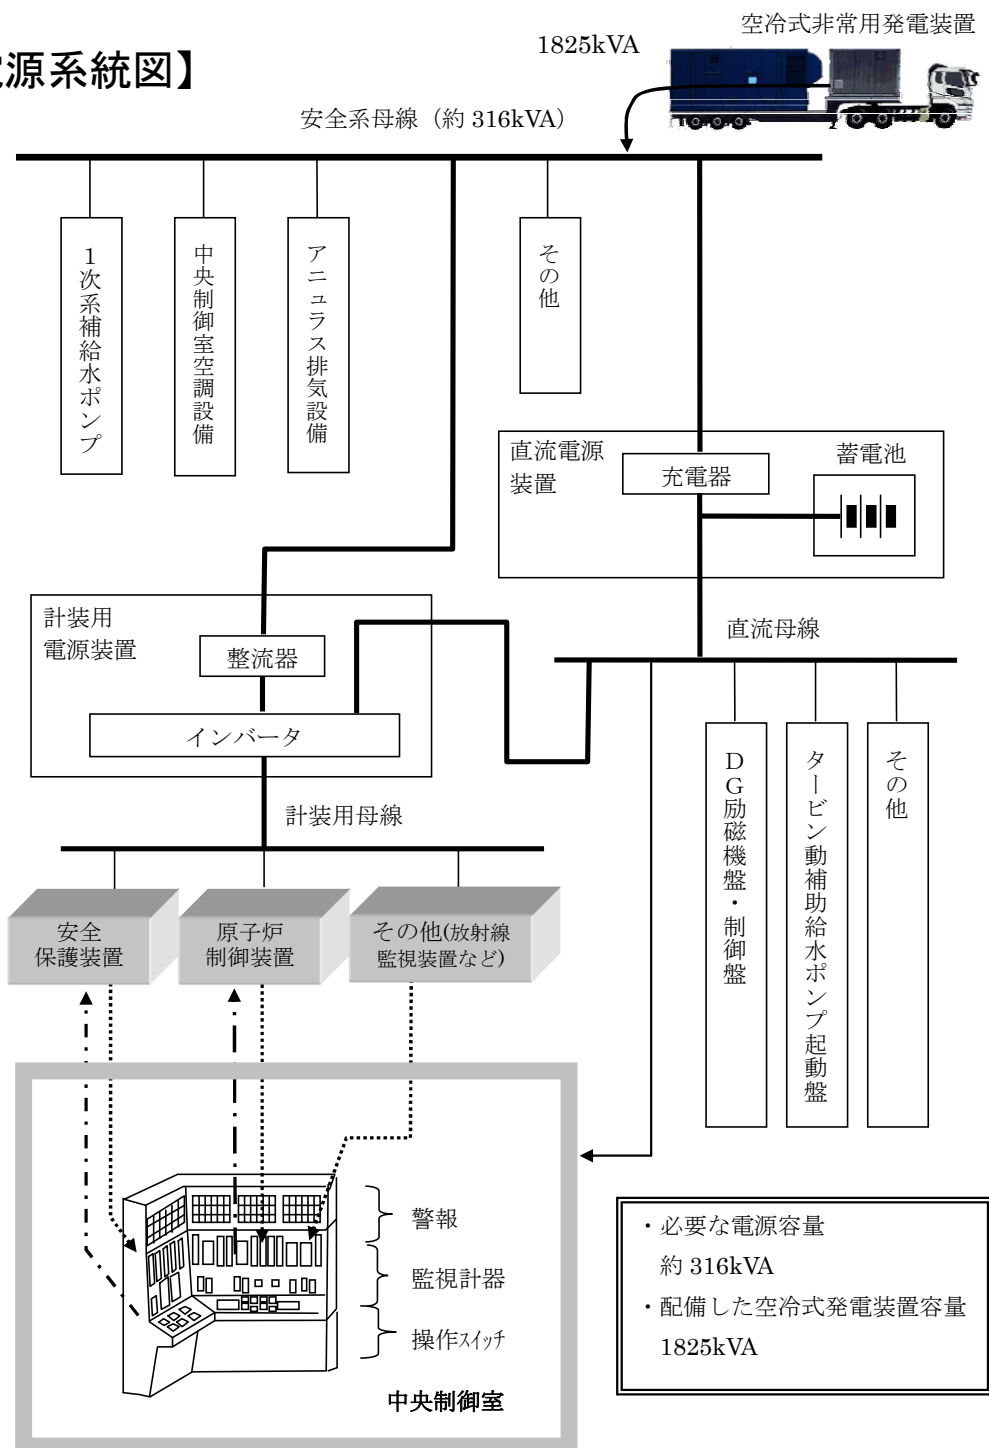 空冷式非常用発電装置
1825kVA
源系統図】
安全系母線（約 316kVA）
1次系補給水ポンプ
中央制御室空調設備
アニュラス排気設備
その他
直流電源
装置
充電器
蓄電池
計装用
電源装置
整流器
インバータ
直流母線
計装用母線
DG励磁機盤・制御盤
タービン動補助給水ポンプ起動盤
その他
安全
保護装置
原子炉
制御装置
その他(放射線
監視装置など)
警報
監視計器
操作スイッチ
中央制御室
・必要な電源容量
約 316kVA
・配備した空冷式発電装置容量
1825kVA